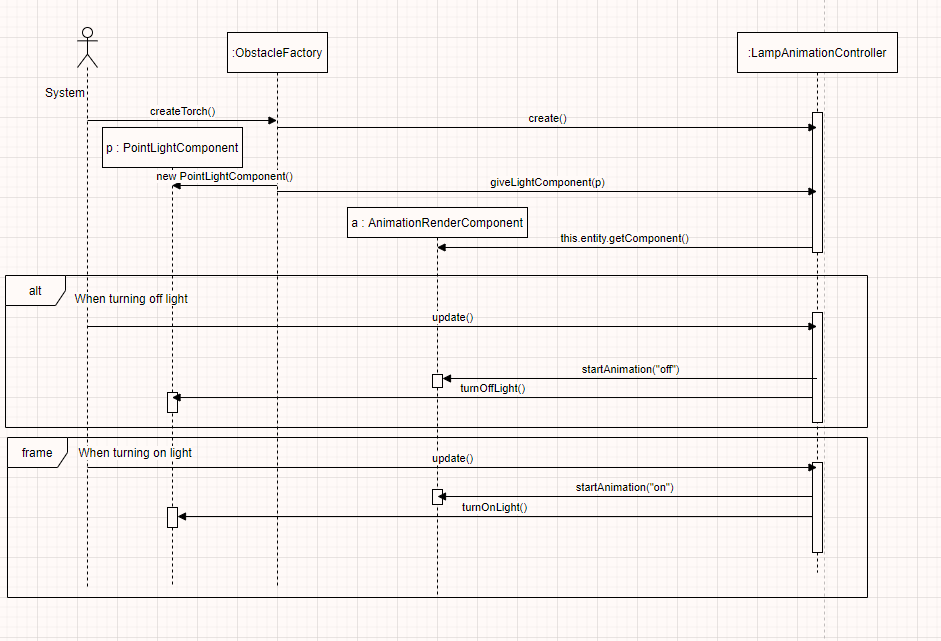 :ObstacleFactory
:LampAnimationController
System
createTorch()
create()
p : PointLightComponent
new PointLightComponent()
giveLightComponent(p)
a : AnimationRenderComponent
this.entity.getComponent()
alt
When turning off light
update()
startAnimation("off")
turnOffLight()
frame
When turning on light
update()
startAnimation("on")
turnOnLight()